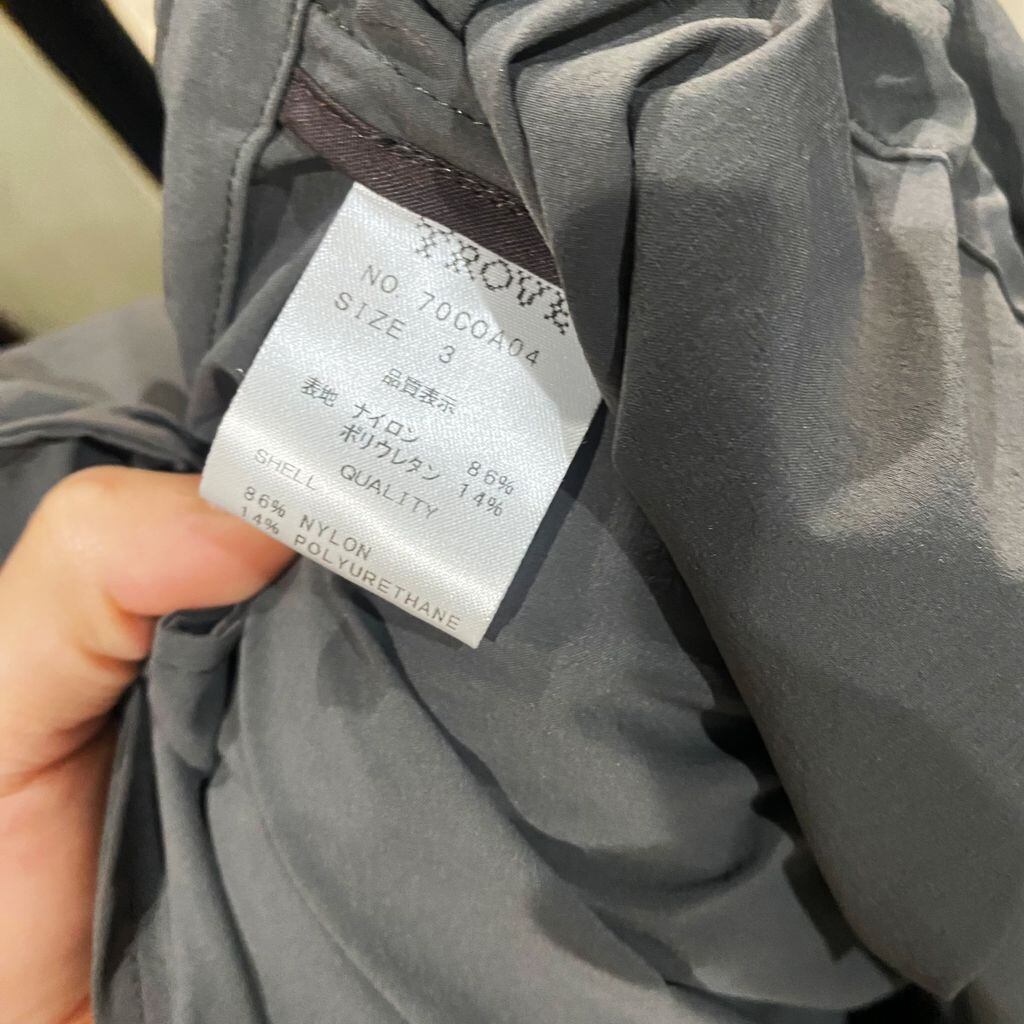 TROVE
NO. 70COA04
SIZE 3
品質表示
表地 ナイロン 86%
ポリウレタン 14%
SHELL QUALITY
86% NYLON
14% POLYURETHANE